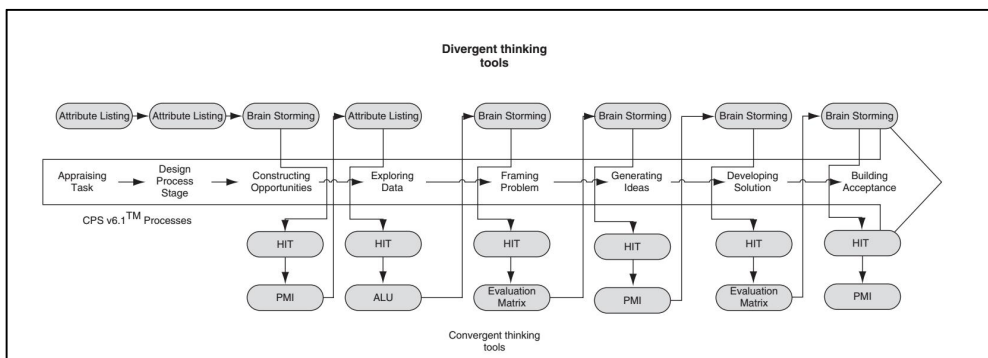 Divergent thinking
tools
Attribute Listing
Attribute Listing
Brain Storming
Attribute Listing
Brain Storming
Brain Storming
Brain Storming
Brain Storming
Appraising
Task
Design
Process
Stage
Constructing
Opportunities
Exploring
Data
Framing
Problem
Generating
Ideas
Developing
Solution
Building
Acceptance
CPS v6.1TM Processes
HIT
HIT
HIT
HIT
HIT
HIT
PMI
ALU
Evaluation
Matrix
PMI
Evaluation
Matrix
PMI
Convergent thinking
tools